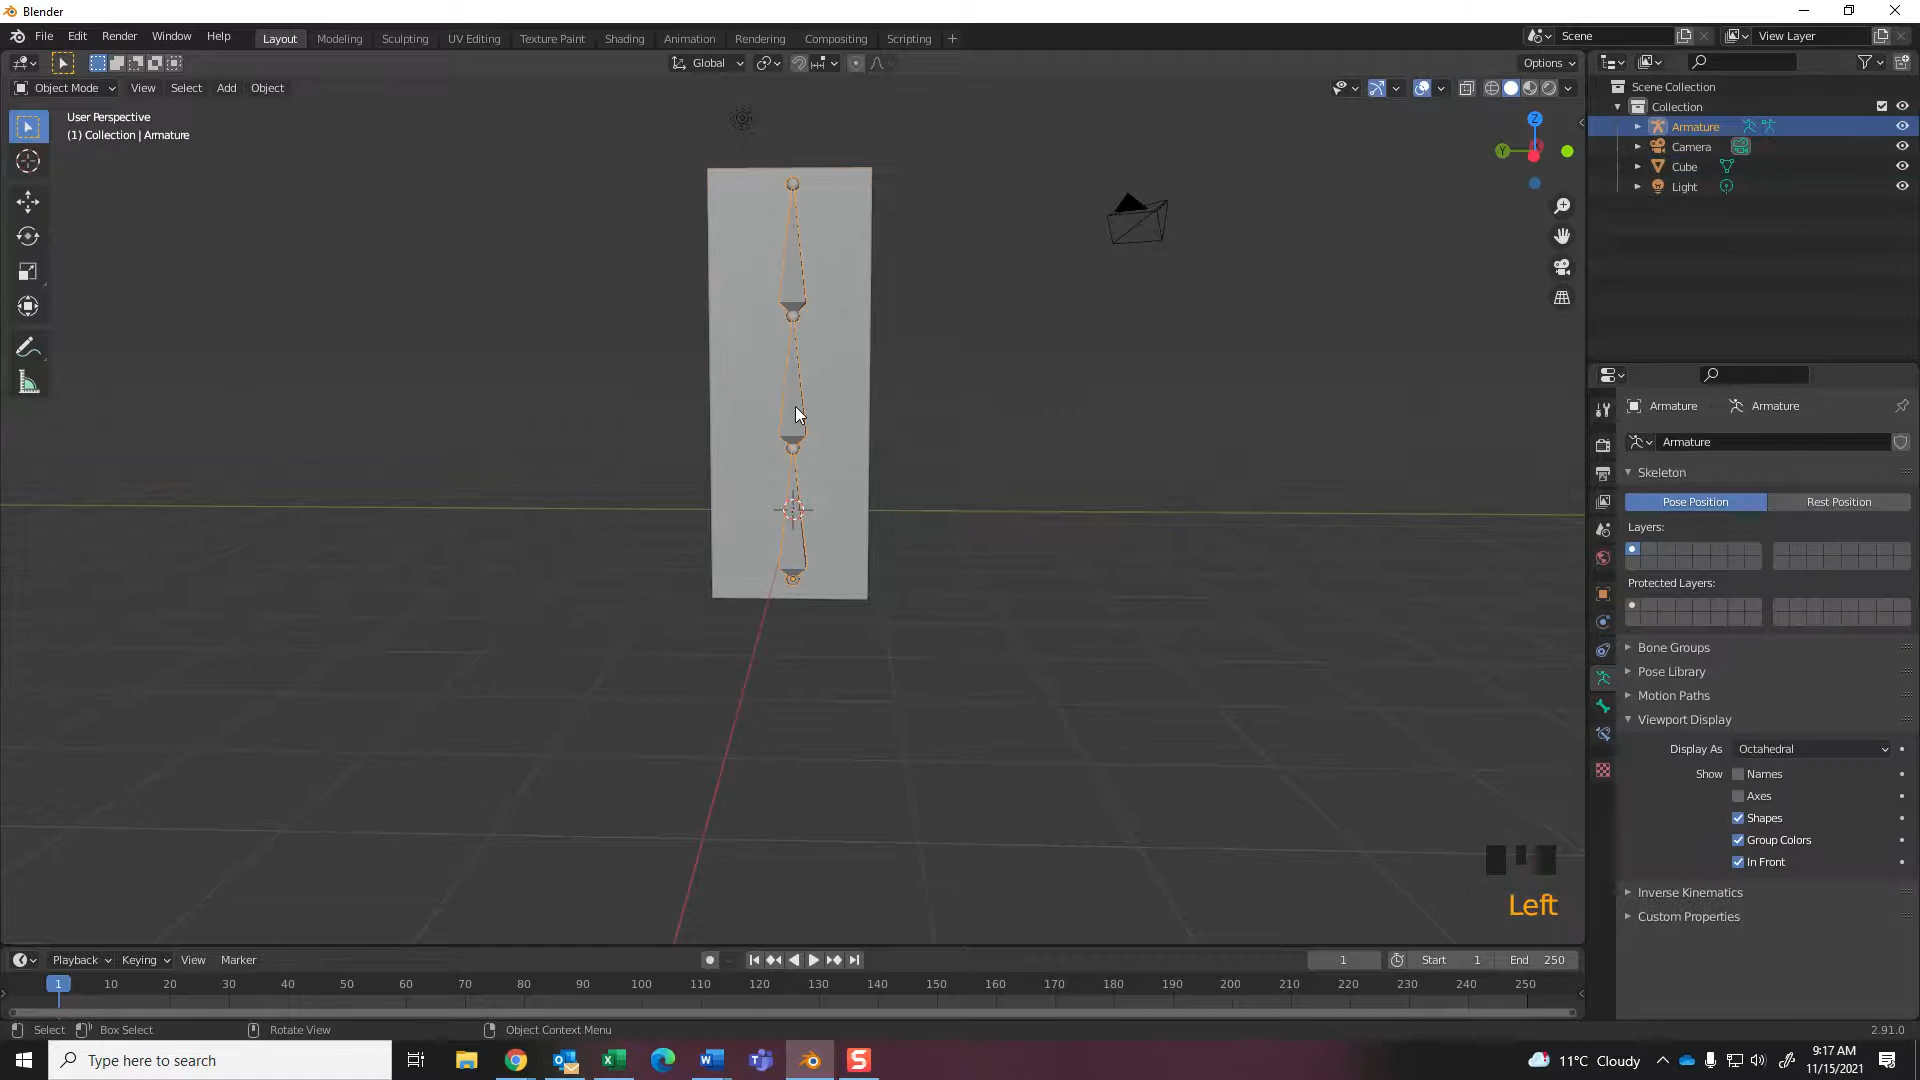 Blender
File Edit Render Window Help
Layout Modeling Sculpting UV Editing Texture Paint Shading Animation Rendering Compositing Scripting +
Scene View Layer
Global Options
Object Mode View Select Add Object
User Perspective
(1) Collection | Armature
Z
Y
Scene Collection
Collection
Armature
Camera
Cube
Light
Armature Armature
Armature
Skeleton
Pose Position Rest Position
Layers:
Protected Layers:
Bone Groups
Pose Library
Motion Paths
Viewport Display
Display As Octahedral
Show Names
Axes
Shapes
Group Colors
In Front
Inverse Kinematics
Custom Properties
Left
Playback Keying View Marker
1 Start 1 End 250
1 10 20 30 40 50 60 70 80 90 100 110 120 130 140 150 160 170 180 190 200 210 220 230 240 250
Select Box Select Rotate View Object Context Menu 2.91.0
Type here to search
11°C Cloudy
9:17 AM
11/15/2021